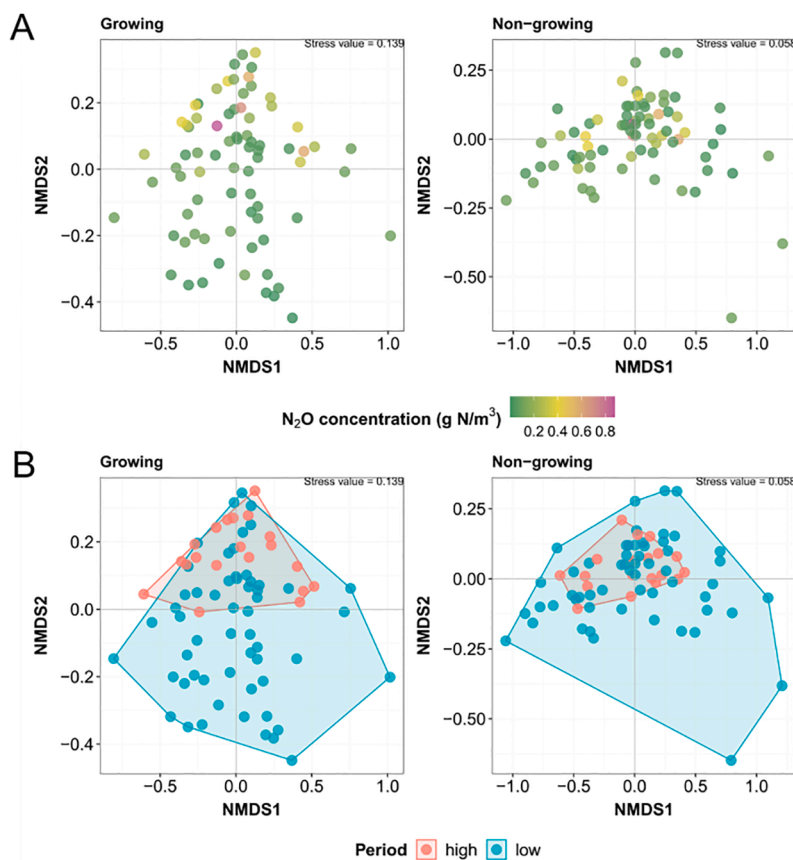 A
Growing
Stress value = 0.139
NMDS2
0.2
0.0
−0.2
−0.4
−0.5
0.0
0.5
1.0
NMDS1
Non−growing
Stress value = 0.058
NMDS2
0.25
0.00
−0.25
−0.50
−1.0
−0.5
0.0
0.5
1.0
NMDS1
N₂O concentration (g N/m³)
0.2 0.4 0.6 0.8
B
Growing
Stress value = 0.139
NMDS2
0.2
0.0
−0.2
−0.4
−0.5
0.0
0.5
1.0
NMDS1
Non−growing
Stress value = 0.058
NMDS2
0.25
0.00
−0.25
−0.50
−1.0
−0.5
0.0
0.5
1.0
NMDS1
Period high low